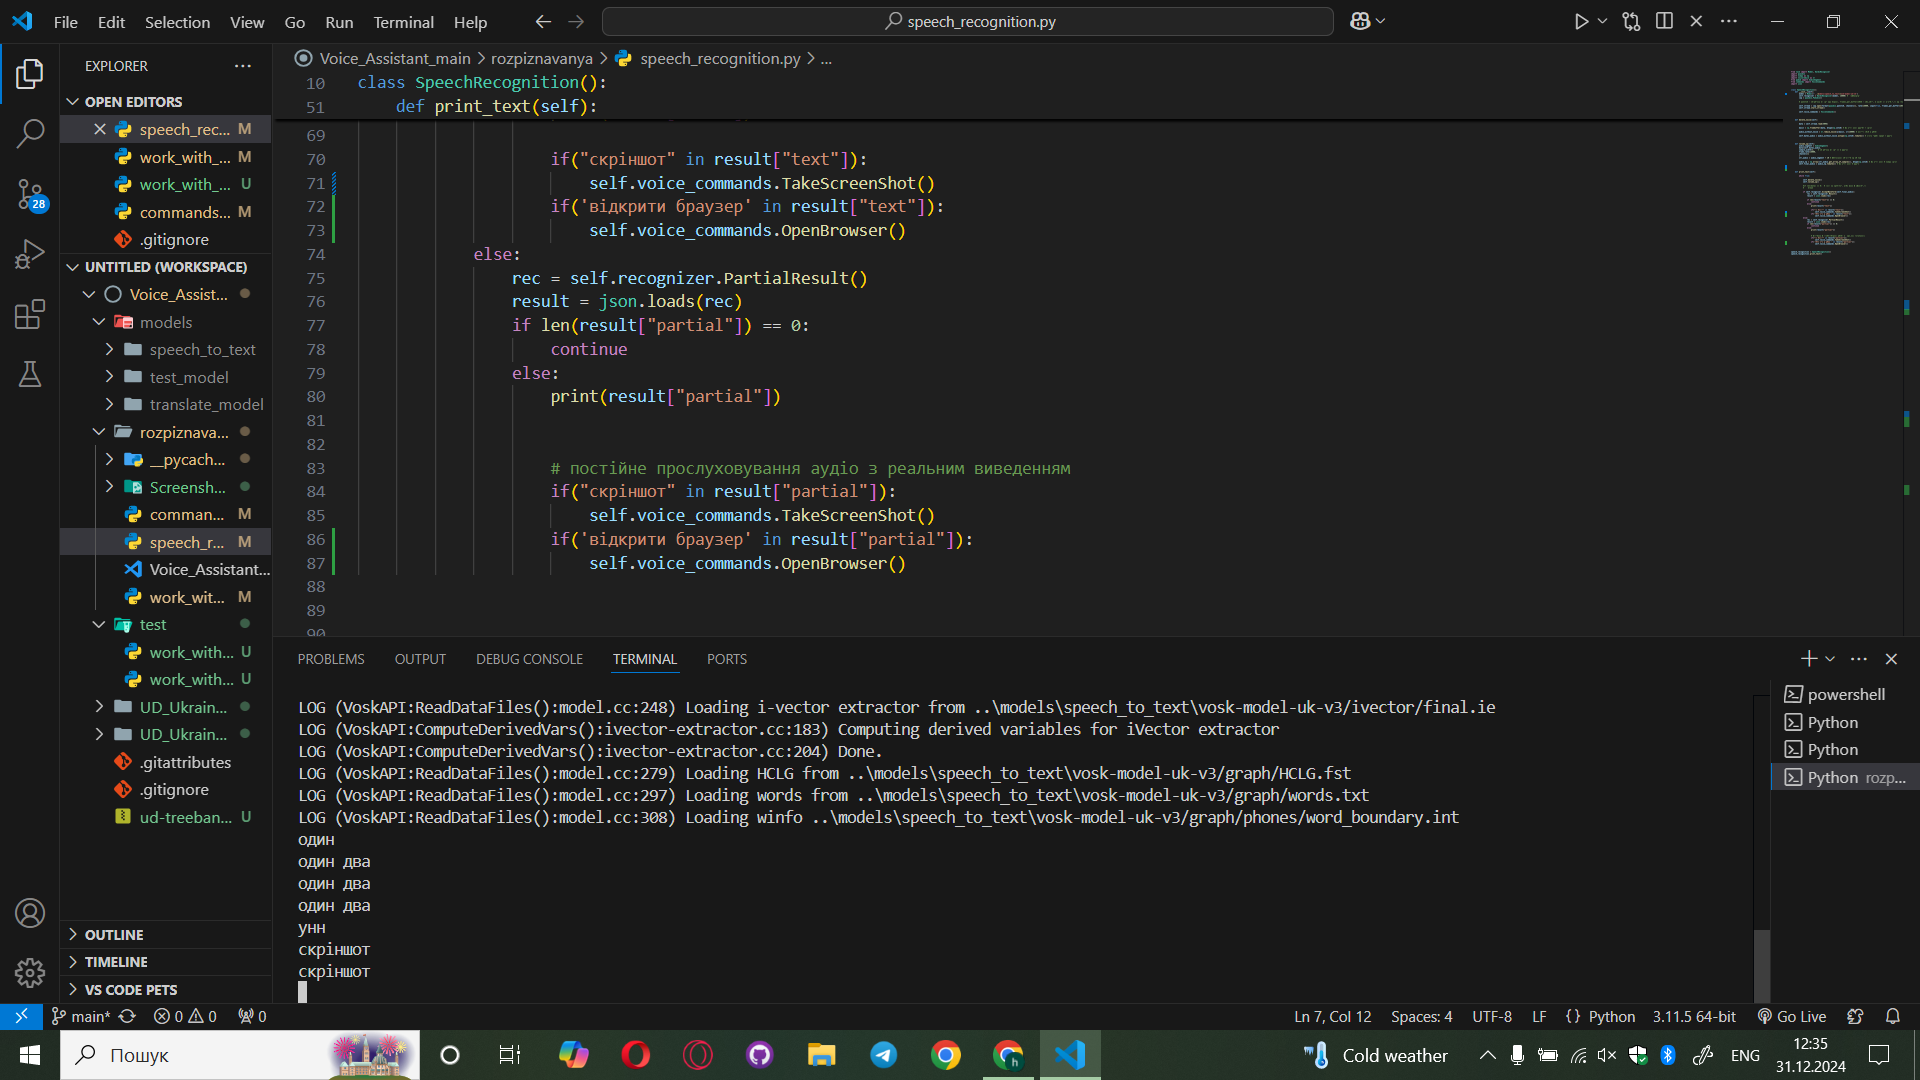 File Edit Selection View Go Run Terminal Help
speech_recognition.py
EXPLORER
OPEN EDITORS
speech_rec... M
work_with_... M
work_with_... U
commands... M
.gitignore
UNTITLED (WORKSPACE)
Voice_Assist...
models
speech_to_text
test_model
translate_model
rozpiznava...
__pycach...
Screensh...
comman... M
speech_r... M
Voice_Assistant...
work_wit... M
test
work_with... U
work_with... U
UD_Ukrain...
UD_Ukrain...
.gitattributes
.gitignore
ud-treeban... U
OUTLINE
TIMELINE
VS CODE PETS
28
Voice_Assistant_main > rozpiznavanya > speech_recognition.py > ...
10 class SpeechRecognition():
51 def print_text(self):
69
70 if("скріншот" in result["text"]):
71 self.voice_commands.TakeScreenShot()
72 if('відкрити браузер' in result["text"]):
73 self.voice_commands.OpenBrowser()
74 else:
75 rec = self.recognizer.PartialResult()
76 result = json.loads(rec)
77 if len(result["partial"]) == 0:
78 continue
79 else:
80 print(result["partial"])
81
82
83 # постійне прослуховування аудіо з реальним виведенням
84 if("скріншот" in result["partial"]):
85 self.voice_commands.TakeScreenShot()
86 if('відкрити браузер' in result["partial"]):
87 self.voice_commands.OpenBrowser()
88
89
90
PROBLEMS OUTPUT DEBUG CONSOLE TERMINAL PORTS
LOG (VoskAPI:ReadDataFiles():model.cc:248) Loading i-vector extractor from ..\models\speech_to_text\vosk-model-uk-v3/ivector/final.ie
LOG (VoskAPI:ComputeDerivedVars():ivector-extractor.cc:183) Computing derived variables for iVector extractor
LOG (VoskAPI:ComputeDerivedVars():ivector-extractor.cc:204) Done.
LOG (VoskAPI:ReadDataFiles():model.cc:279) Loading HCLG from ..\models\speech_to_text\vosk-model-uk-v3/graph/HCLG.fst
LOG (VoskAPI:ReadDataFiles():model.cc:297) Loading words from ..\models\speech_to_text\vosk-model-uk-v3/graph/words.txt
LOG (VoskAPI:ReadDataFiles():model.cc:308) Loading winfo ..\models\speech_to_text\vosk-model-uk-v3/graph/phones/word_boundary.int
один
один два
один два
один два
унн
скріншот
скріншот
powershell
Python
Python
Python rozp...
main* 0 0 0
Ln 7, Col 12 Spaces: 4 UTF-8 LF {} Python 3.11.5 64-bit Go Live
Пошук
Cold weather
ENG
12:35
31.12.2024